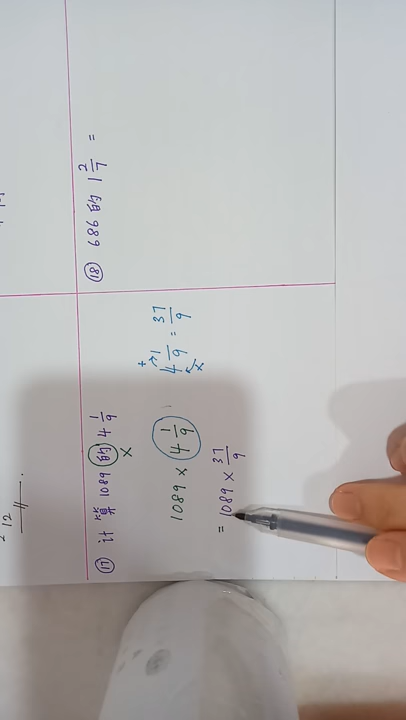 ⑰ 计算 1089 的 4 1/9
×
1089 × 4 1/9
4 1/9 = 37/9
+
×
= 1089 × 37/9
⑱ 686 的 1 2/7 =
212